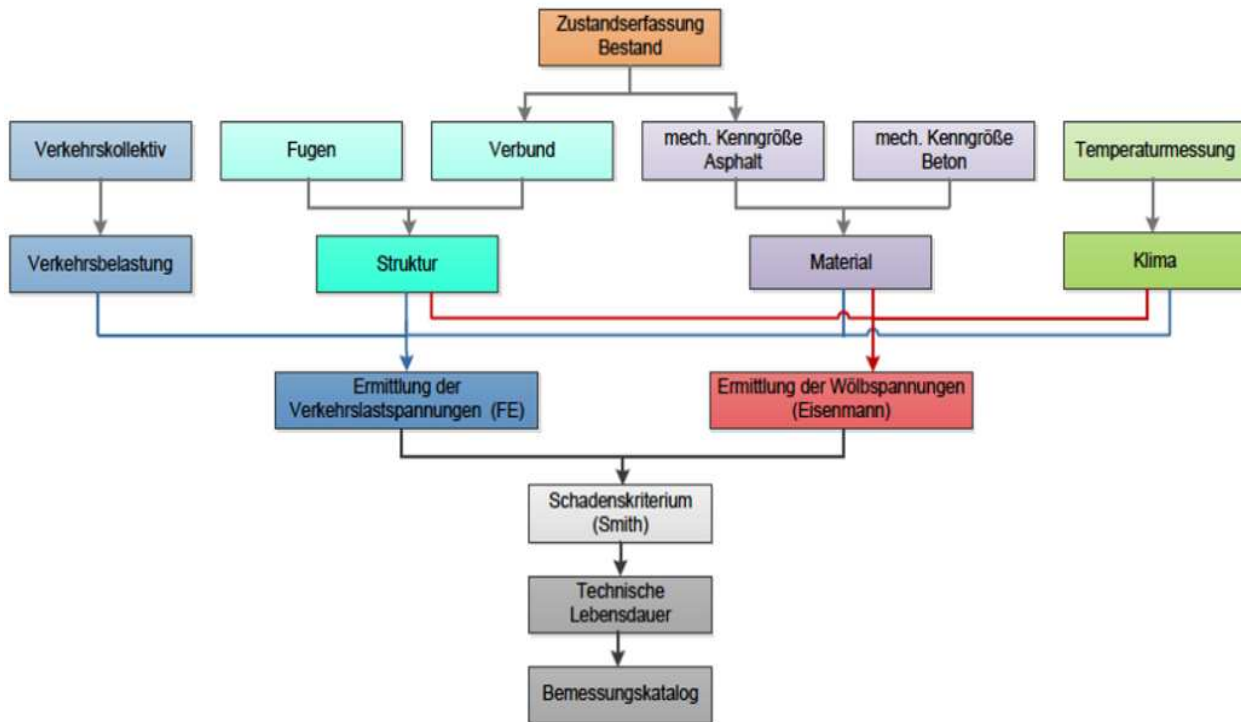 Zustandserfassung
Bestand
Verkehrskollektiv
Fugen
Verbund
mech. Kenngröße
Asphalt
mech. Kenngröße
Beton
Temperaturmessung
Verkehrsbelastung
Struktur
Material
Klima
Ermittlung der
Verkehrslastspannungen (FE)
Ermittlung der Wölbspannungen
(Eisenmann)
Schadenskriterium
(Smith)
Technische
Lebensdauer
Bemessungskatalog